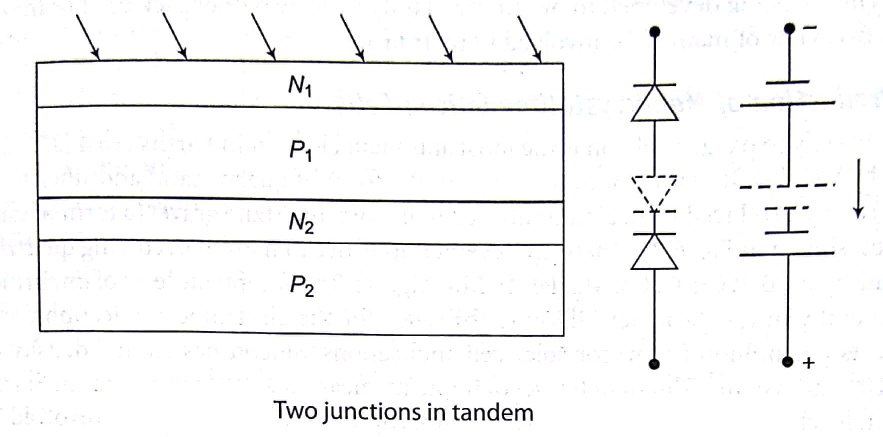 N₁
P₁
N₂
P₂
−
+
Two junctions in tandem